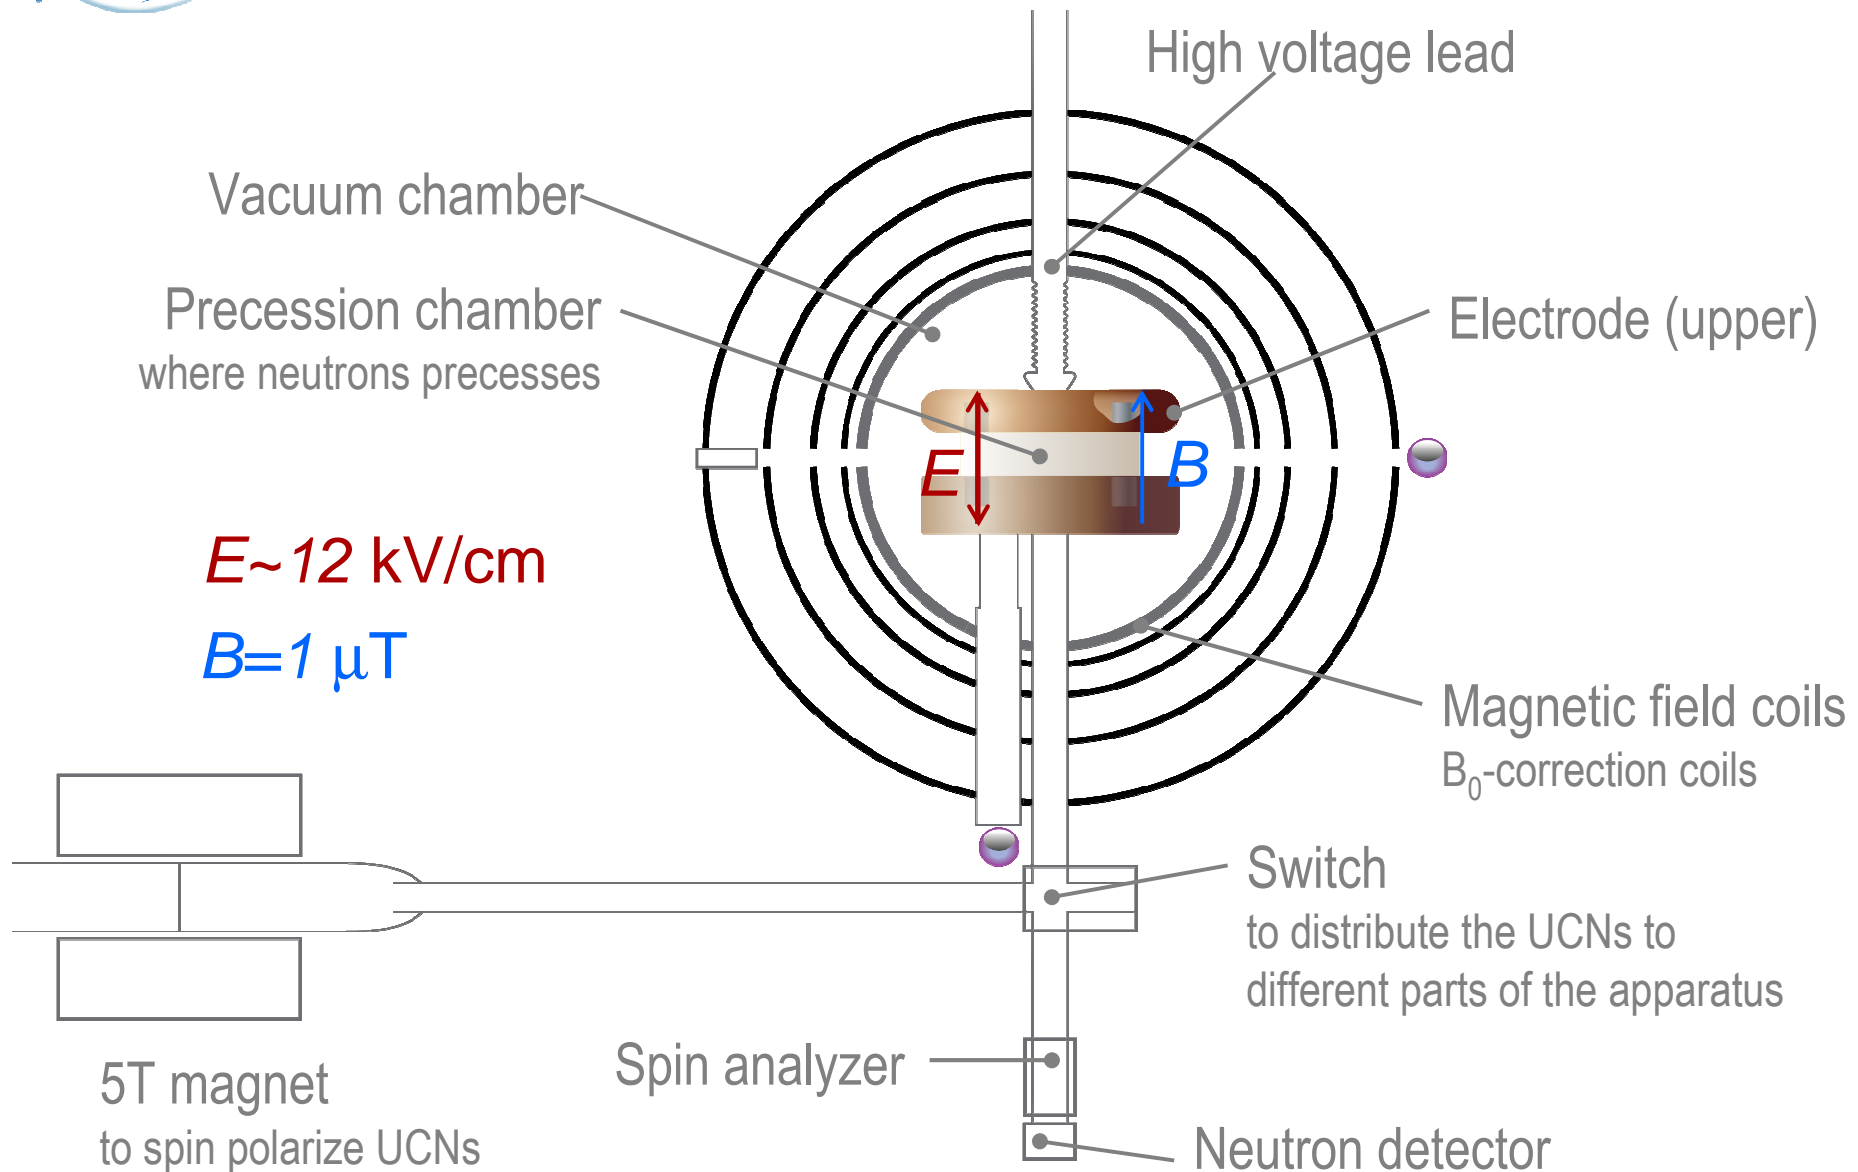 High voltage lead
Vacuum chamber
Precession chamber
where neutrons precesses
Electrode (upper)
E
B
E~12 kV/cm
B=1 μT
Magnetic field coils
B₀-correction coils
Switch
to distribute the UCNs to
different parts of the apparatus
5T magnet
to spin polarize UCNs
Spin analyzer
Neutron detector